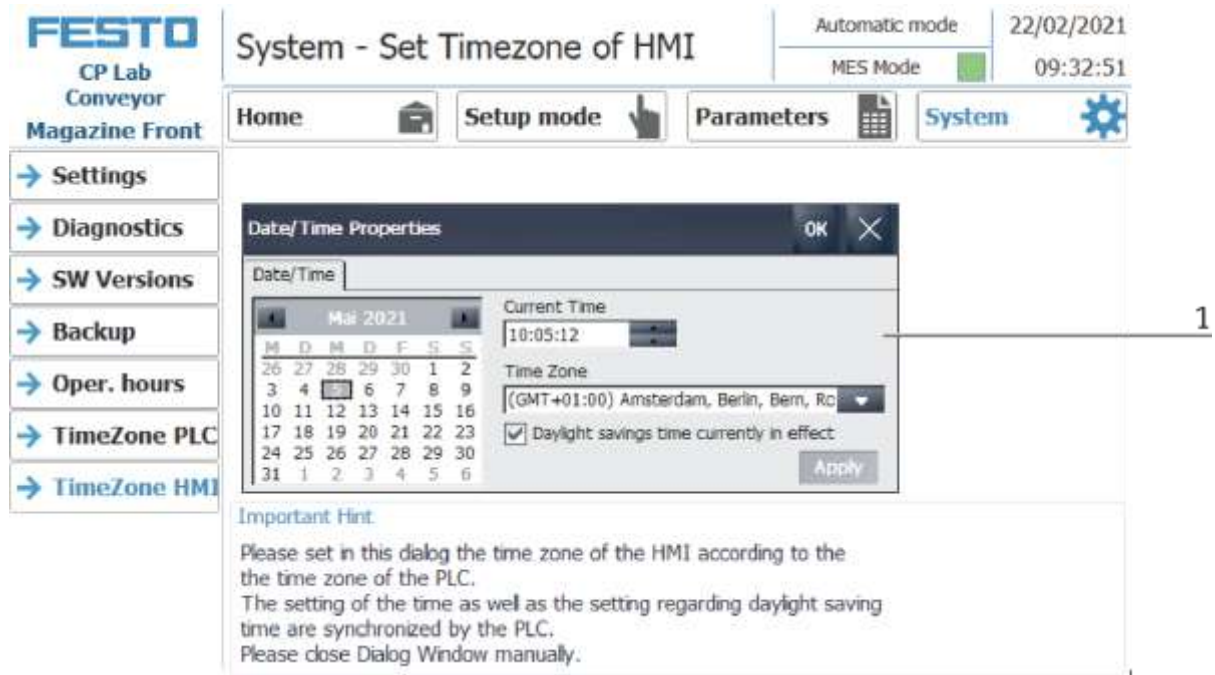 FESTO
CP Lab
Conveyor
Magazine Front
System - Set Timezone of HMI
Automatic mode
MES Mode
22/02/2021
09:32:51
Home
Setup mode
Parameters
System
Settings
Diagnostics
SW Versions
Backup
Oper. hours
TimeZone PLC
TimeZone HMI
Date/Time Properties
OK
Date/Time
Mai 2021
M D M D F S S
26 27 28 29 30 1 2
3 4 5 6 7 8 9
10 11 12 13 14 15 16
17 18 19 20 21 22 23
24 25 26 27 28 29 30
31 1 2 3 4 5 6
Current Time
10:05:12
Time Zone
(GMT+01:00) Amsterdam, Berlin, Bern, Rc
Daylight savings time currently in effect
Apply
1
Important Hint
Please set in this dialog the time zone of the HMI according to the
the time zone of the PLC.
The setting of the time as well as the setting regarding daylight saving
time are synchronized by the PLC.
Please close Dialog Window manually.